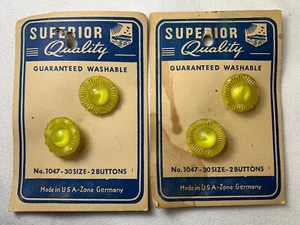 SUPERIOR
Quality
GUARANTEED WASHABLE
No. 1047-30SIZE-2BUTTONS
Made in U S A-Zone Germany
SUPERIOR
Quality
GUARANTEED WASHABLE
No. 1047-30SIZE-2BUTTONS
Made in U S A-Zone Germany